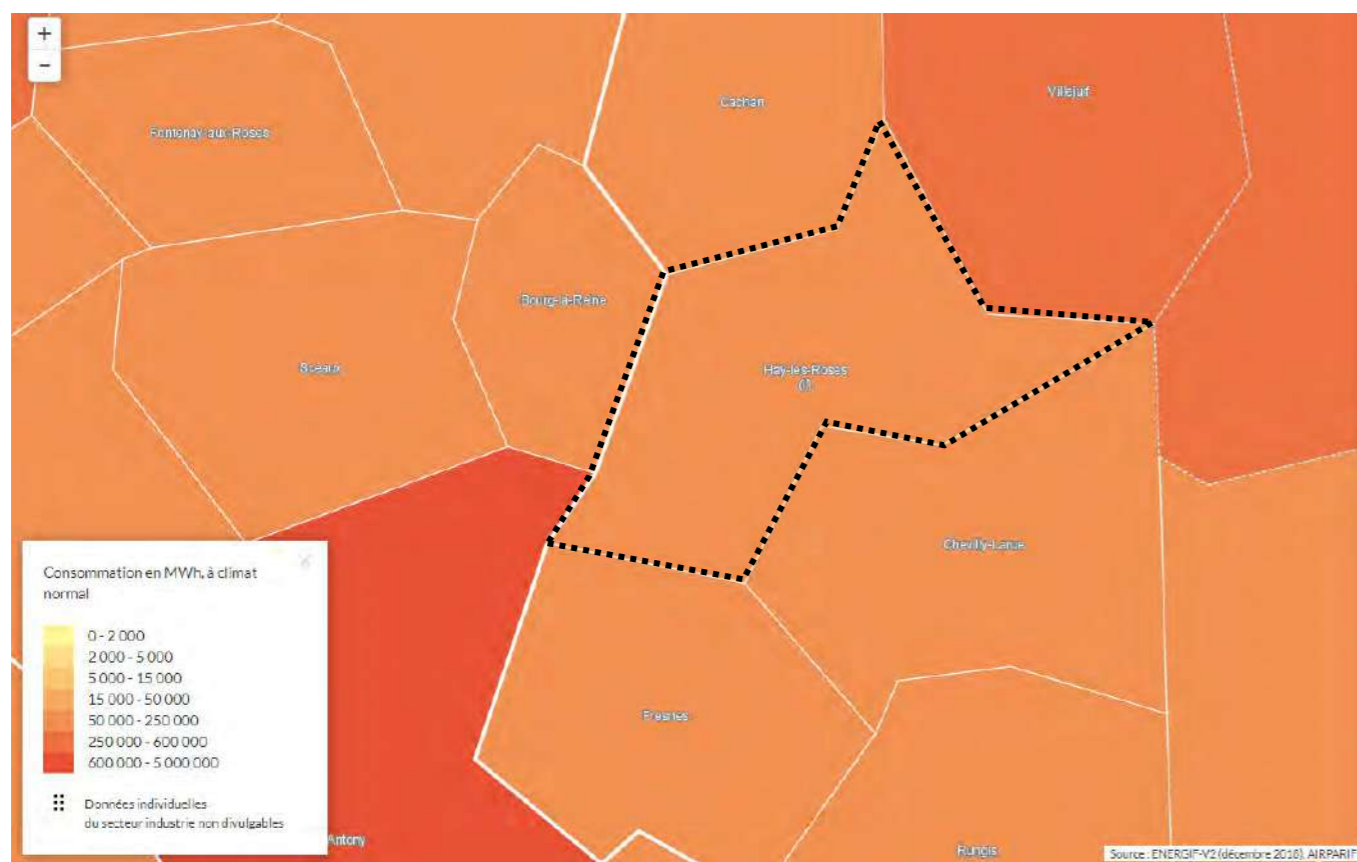 +
−
Cachan
Villejuif
Fontenay-aux-Roses
Bourg-la-Reine
Sceaux
Hay-les-Roses
(l')
Chevilly-Larue
Consommation en MWh, à climat
normal
0 - 2 000
2 000 - 5 000
5 000 - 15 000
15 000 - 50 000
50 000 - 250 000
250 000 - 600 000
600 000 - 5 000 000
Données individuelles
du secteur industrie non divulgables
Fresnes
Antony
Rungis
Source : ENERGIF-V2 (décembre 2018), AIRPARIF